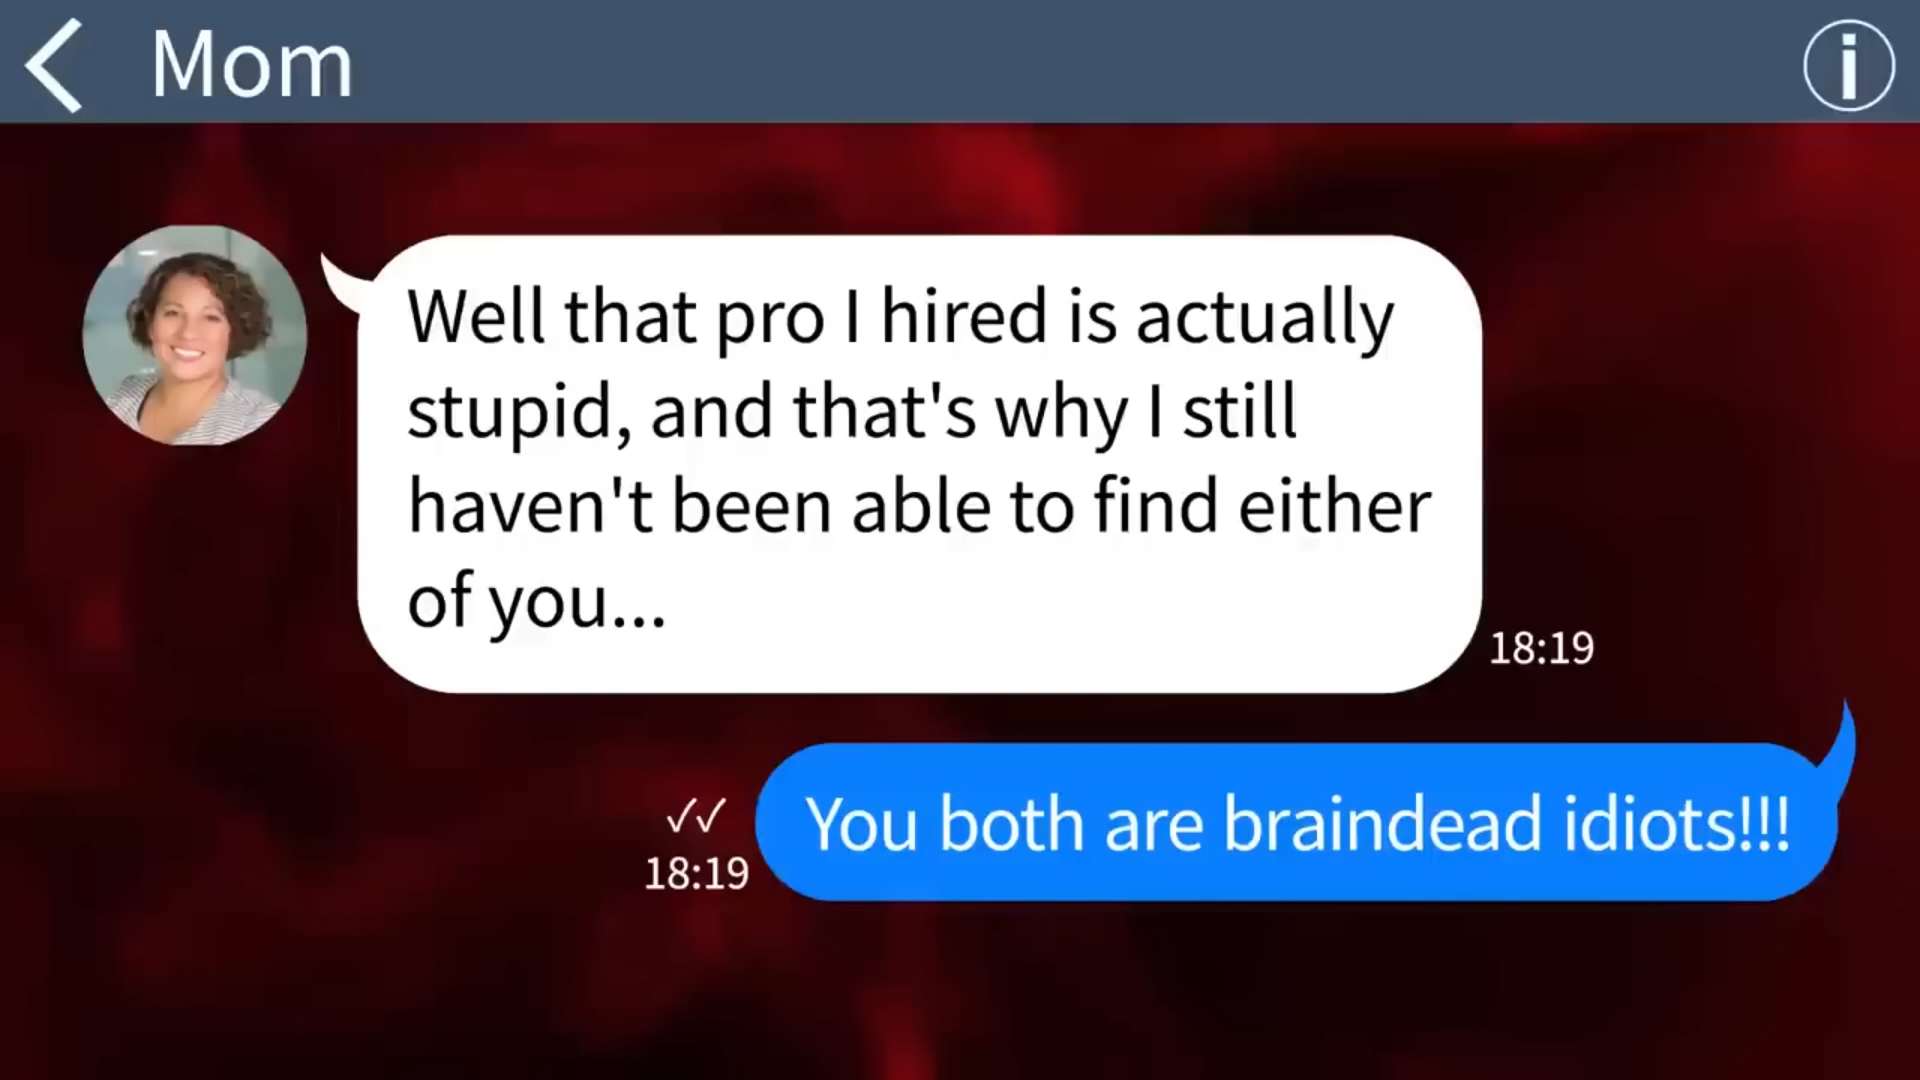 Mom
Well that pro I hired is actually
stupid, and that's why I still
haven't been able to find either
of you...
18:19
You both are braindead idiots!!!
18:19